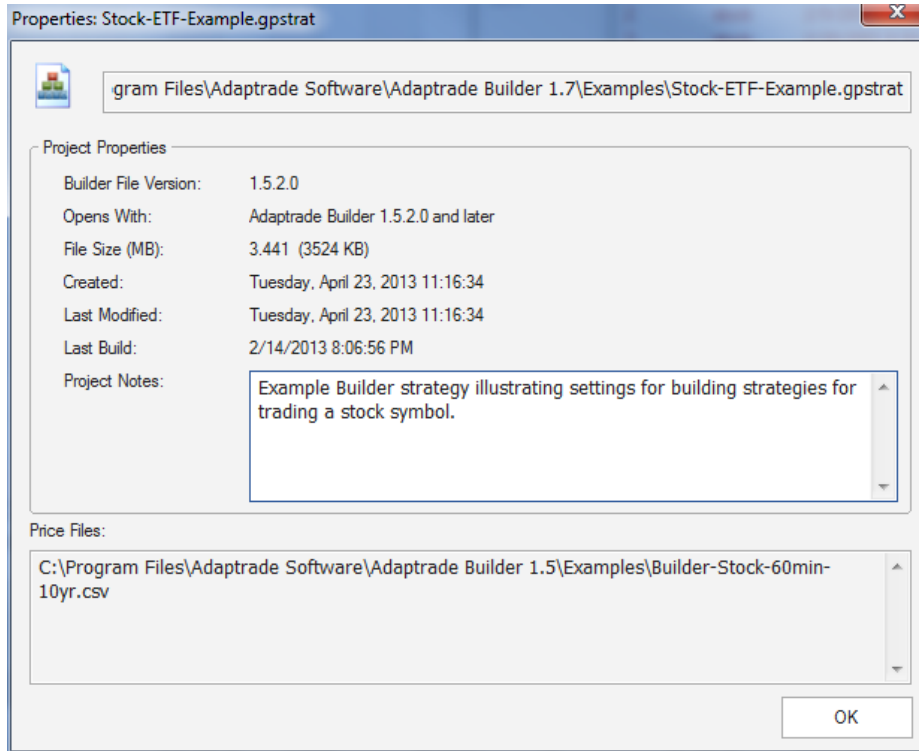 Properties: Stock-ETF-Example.gpstrat
gram Files\Adaptrade Software\Adaptrade Builder 1.7\Examples\Stock-ETF-Example.gpstrat
Project Properties
Builder File Version: 1.5.2.0
Opens With: Adaptrade Builder 1.5.2.0 and later
File Size (MB): 3.441 (3524 KB)
Created: Tuesday, April 23, 2013 11:16:34
Last Modified: Tuesday, April 23, 2013 11:16:34
Last Build: 2/14/2013 8:06:56 PM
Project Notes: Example Builder strategy illustrating settings for building strategies for
trading a stock symbol.
Price Files:
C:\Program Files\Adaptrade Software\Adaptrade Builder 1.5\Examples\Builder-Stock-60min-
10yr.csv
OK